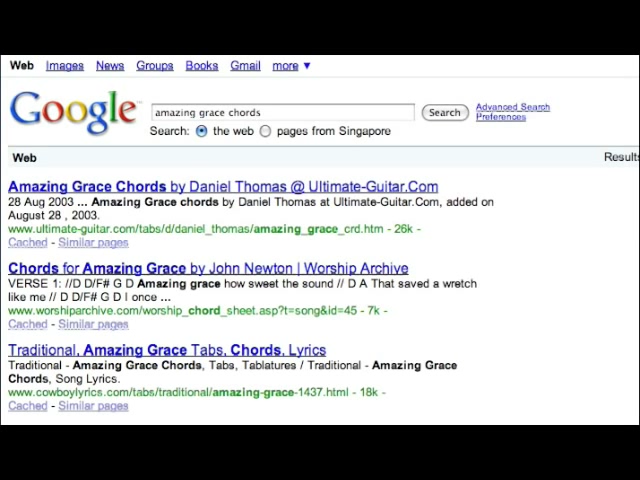 Web Images News Groups Books Gmail more ▼
Google™ amazing grace chords Search Advanced Search
Preferences
Search: the web pages from Singapore
Web Results
Amazing Grace Chords by Daniel Thomas @ Ultimate-Guitar.Com
28 Aug 2003 ... Amazing Grace chords by Daniel Thomas at Ultimate-Guitar.Com, added on
August 28 , 2003.
www.ultimate-guitar.com/tabs/d/daniel_thomas/amazing_grace_crd.htm - 26k -
Cached - Similar pages
Chords for Amazing Grace by John Newton | Worship Archive
VERSE 1: //D D/F# G D Amazing grace how sweet the sound // D A That saved a wretch
like me // D D/F# G D I once ...
www.worshiparchive.com/worship_chord_sheet.asp?t=song&id=45 - 7k -
Cached - Similar pages
Traditional, Amazing Grace Tabs, Chords, Lyrics
Traditional - Amazing Grace Chords, Tabs, Tablatures / Traditional - Amazing Grace
Chords, Song Lyrics.
www.cowboylyrics.com/tabs/traditional/amazing-grace-1437.html - 18k -
Cached - Similar pages